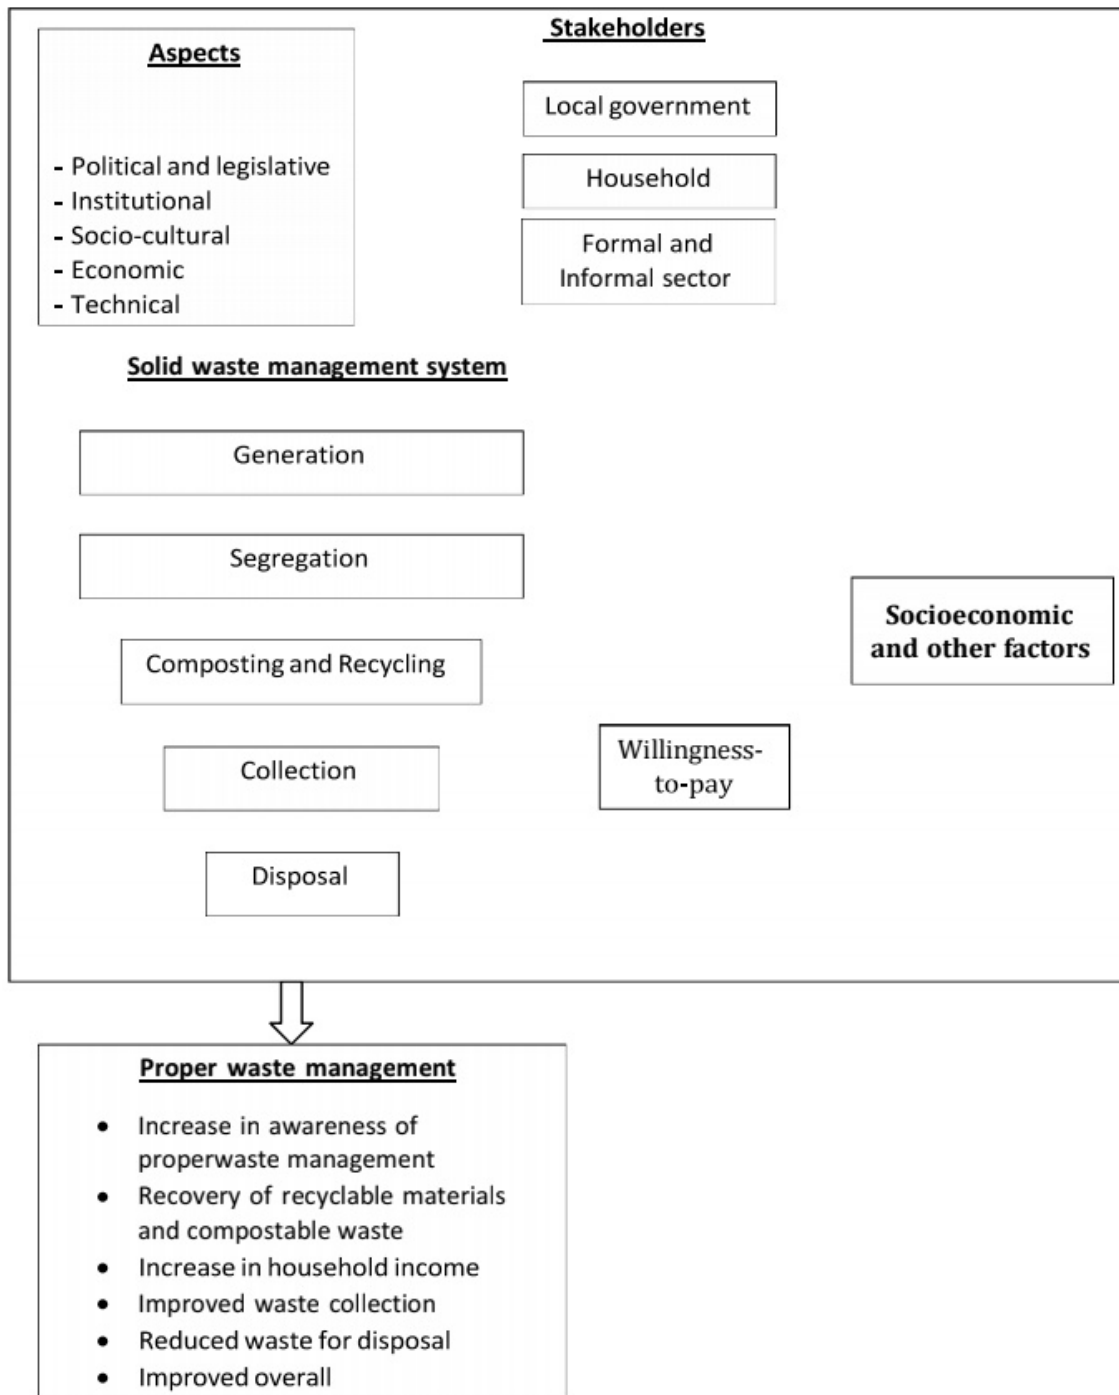 Aspects
- Political and legislative
- Institutional
- Socio-cultural
- Economic
- Technical
Stakeholders
Local government
Household
Formal and
Informal sector
Solid waste management system
Generation
Segregation
Composting and Recycling
Collection
Disposal
Socioeconomic
and other factors
Willingness-
to-pay
Proper waste management
• Increase in awareness of
properwaste management
• Recovery of recyclable materials
and compostable waste
• Increase in household income
• Improved waste collection
• Reduced waste for disposal
• Improved overall